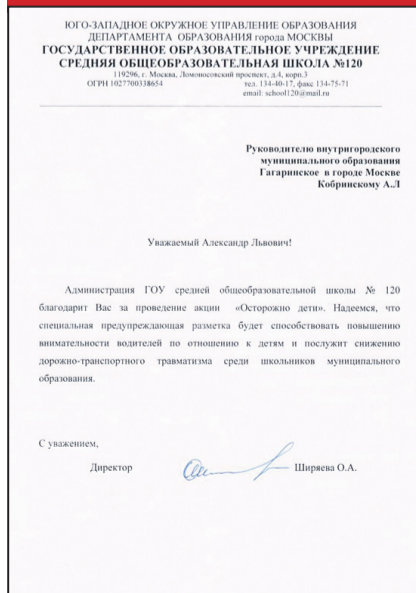 ЮГО-ЗАПАДНОЕ ОКРУЖНОЕ УПРАВЛЕНИЕ ОБРАЗОВАНИЯ
ДЕПАРТАМЕНТА ОБРАЗОВАНИЯ города МОСКВЫ
ГОСУДАРСТВЕННОЕ ОБРАЗОВАТЕЛЬНОЕ УЧРЕЖДЕНИЕ
СРЕДНЯЯ ОБЩЕОБРАЗОВАТЕЛЬНАЯ ШКОЛА №120
119296, г. Москва, Ломоносовский проспект, д.4, корп.3
ОГРН 1027700338654 тел. 134-40-17, факс 134-75-71
email: school120@mail.ru
Руководителю внутригородского
муниципального образования
Гагаринское в городе Москве
Кобринскому А.Л
Уважаемый Александр Львович!
Администрация ГОУ средней общеобразовательной школы № 120
благодарит Вас за проведение акции «Осторожно дети». Надеемся, что
специальная предупреждающая разметка будет способствовать повышению
внимательности водителей по отношению к детям и послужит снижению
дорожно-транспортного травматизма среди школьников муниципального
образования.
С уважением,
Директор Ширяева О.А.